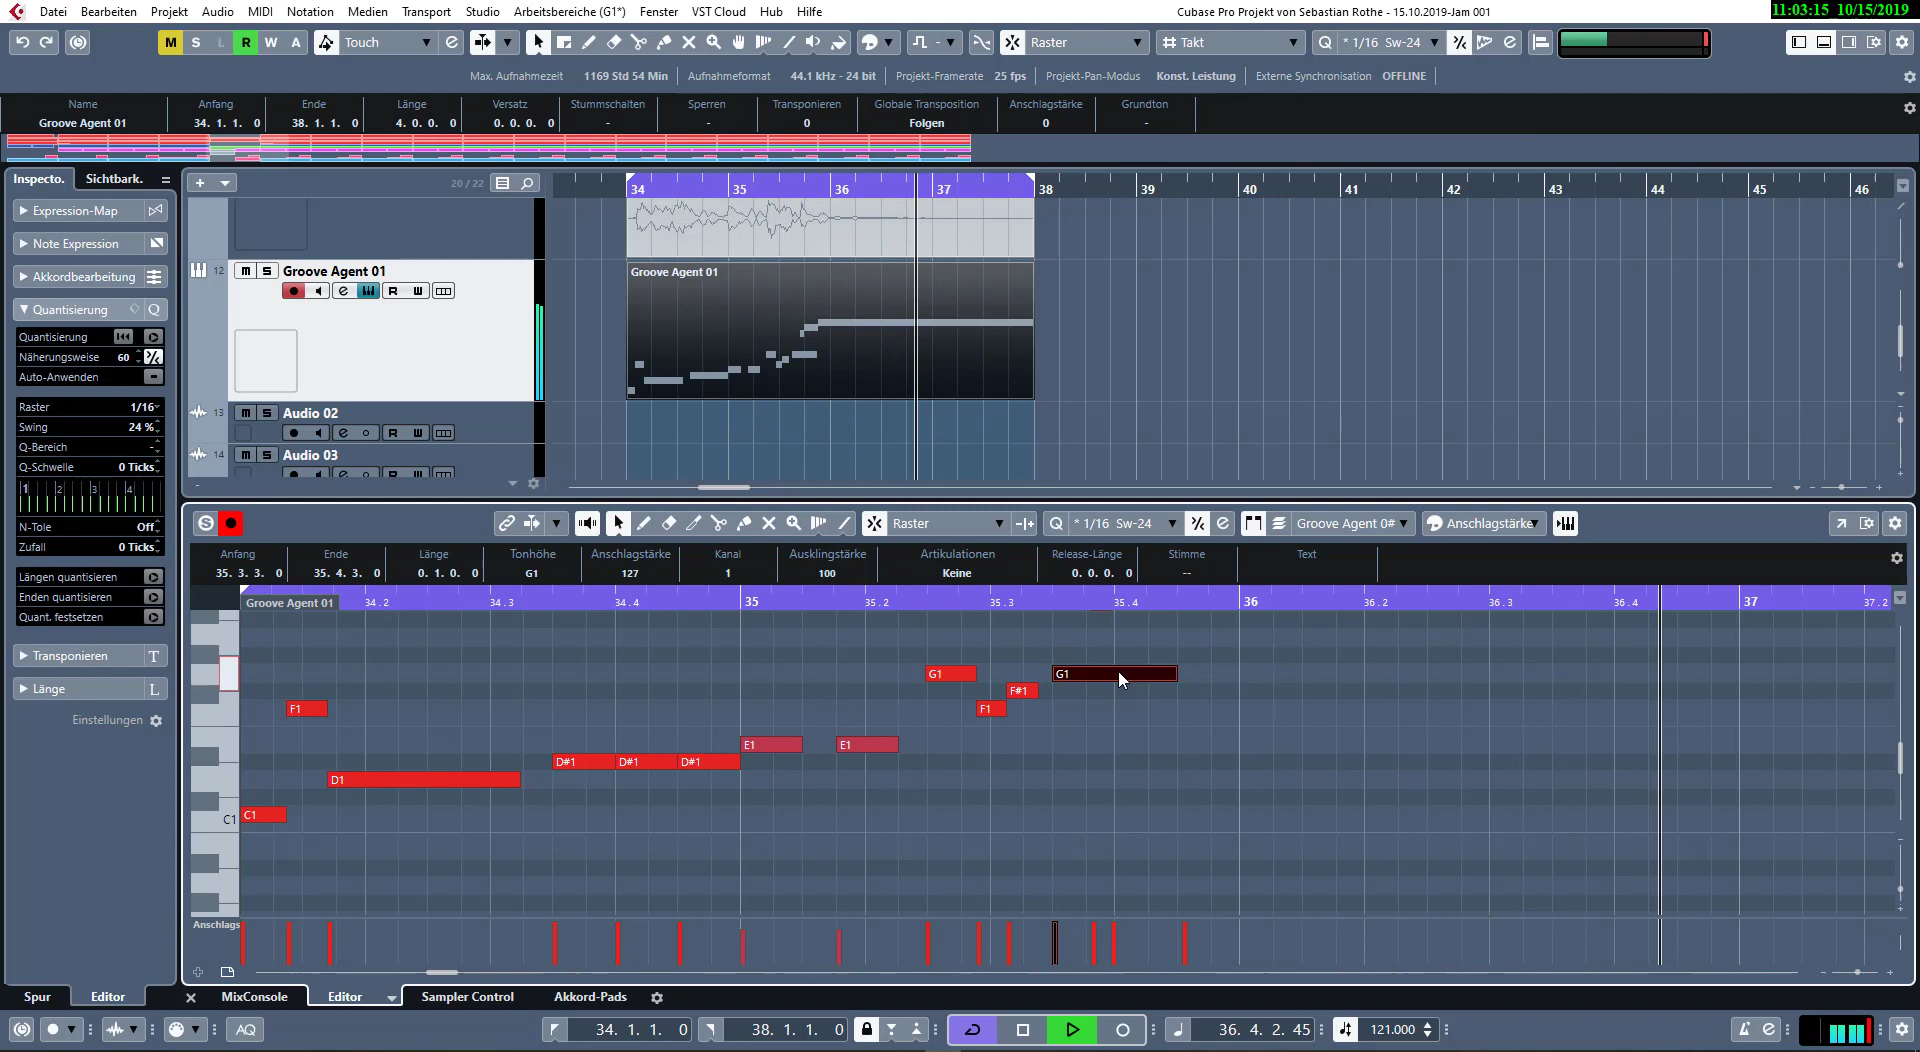 Datei Bearbeiten Projekt Audio MIDI Notation Medien Transport Studio Arbeitsbereiche (G1*) Fenster VST Cloud Hub Hilfe
Cubase Pro Projekt von Sebastian Rothe - 15.10.2019-Jam 001
11:03:15 10/15/2019
M S L R W A Touch Raster Takt Q * 1/16 Sw-24
Max. Aufnahmezeit 1169 Std 54 Min Aufnahmeformat 44.1 kHz - 24 bit Projekt-Framerate 25 fps Projekt-Pan-Modus Konst. Leistung Externe Synchronisation OFFLINE
Name Anfang Ende Länge Versatz Stummschalten Sperren Transponieren Globale Transposition Anschlagstärke Grundton
Groove Agent 01 34. 1. 1. 0 38. 1. 1. 0 4. 0. 0. 0 0. 0. 0. 0 - - 0 Folgen 0 -
Inspecto. Sichtbark.
20 / 22
34 35 36 37 38 39 40 41 42 43 44 45 46
Expression-Map
Note Expression
Akkordbearbeitung
Quantisierung Q
Quantisierung
Näherungsweise 60
Auto-Anwenden
Raster 1/16
Swing 24 %
Q-Bereich -
Q-Schwelle 0 Ticks
1 2 3 4
N-Tole Off
Zufall 0 Ticks
Längen quantisieren
Enden quantisieren
Quant. festsetzen
Transponieren T
Länge L
Einstellungen
12 m S Groove Agent 01
e R W
Groove Agent 01
13 m S Audio 02
e R W
14 m S Audio 03
e R W
S Raster Q * 1/16 Sw-24 e Groove Agent 0# Anschlagstärke
Anfang Ende Länge Tonhöhe Anschlagstärke Kanal Ausklingstärke Artikulationen Release-Länge Stimme Text
35. 3. 3. 0 35. 4. 3. 0 0. 1. 0. 0 G1 127 1 100 Keine 0. 0. 0. 0 --
Groove Agent 01 34.2 34.3 34.4 35 35.2 35.3 35.4 36 36.2 36.3 36.4 37 37.2
G1 G1
F#1
F1 F1
E1 E1
D#1 D#1 D#1
D1
C1 C1
Anschlags
Spur Editor MixConsole Editor Sampler Control Akkord-Pads
AQ 34. 1. 1. 0 38. 1. 1. 0 36. 4. 2. 45 121.000